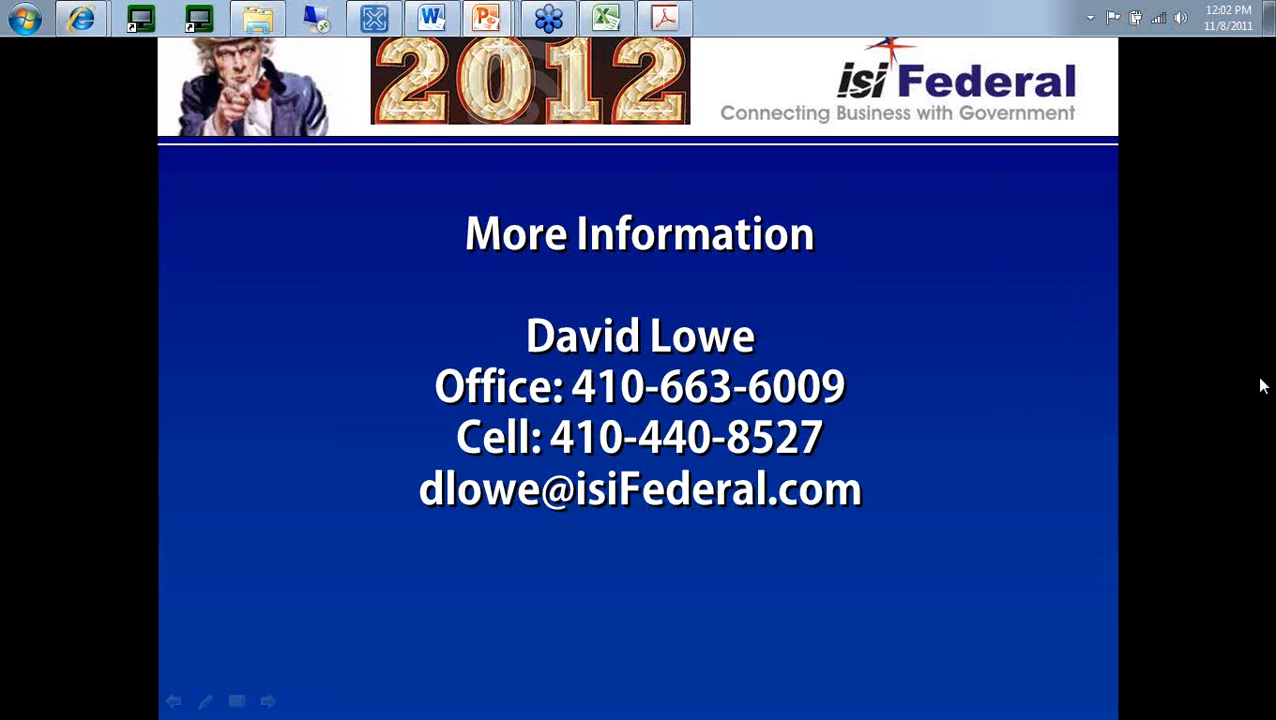 12:02 PM
11/8/2011
2012
isi Federal
Connecting Business with Government
More Information
David Lowe
Office: 410-663-6009
Cell: 410-440-8527
dlowe@isiFederal.com